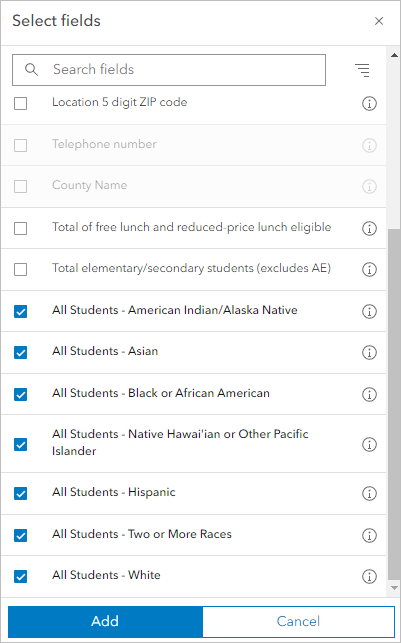 Select fields
Search fields
Location 5 digit ZIP code
Telephone number
County Name
Total of free lunch and reduced-price lunch eligible
Total elementary/secondary students (excludes AE)
All Students - American Indian/Alaska Native
All Students - Asian
All Students - Black or African American
All Students - Native Hawai'ian or Other Pacific
Islander
All Students - Hispanic
All Students - Two or More Races
All Students - White
Add
Cancel